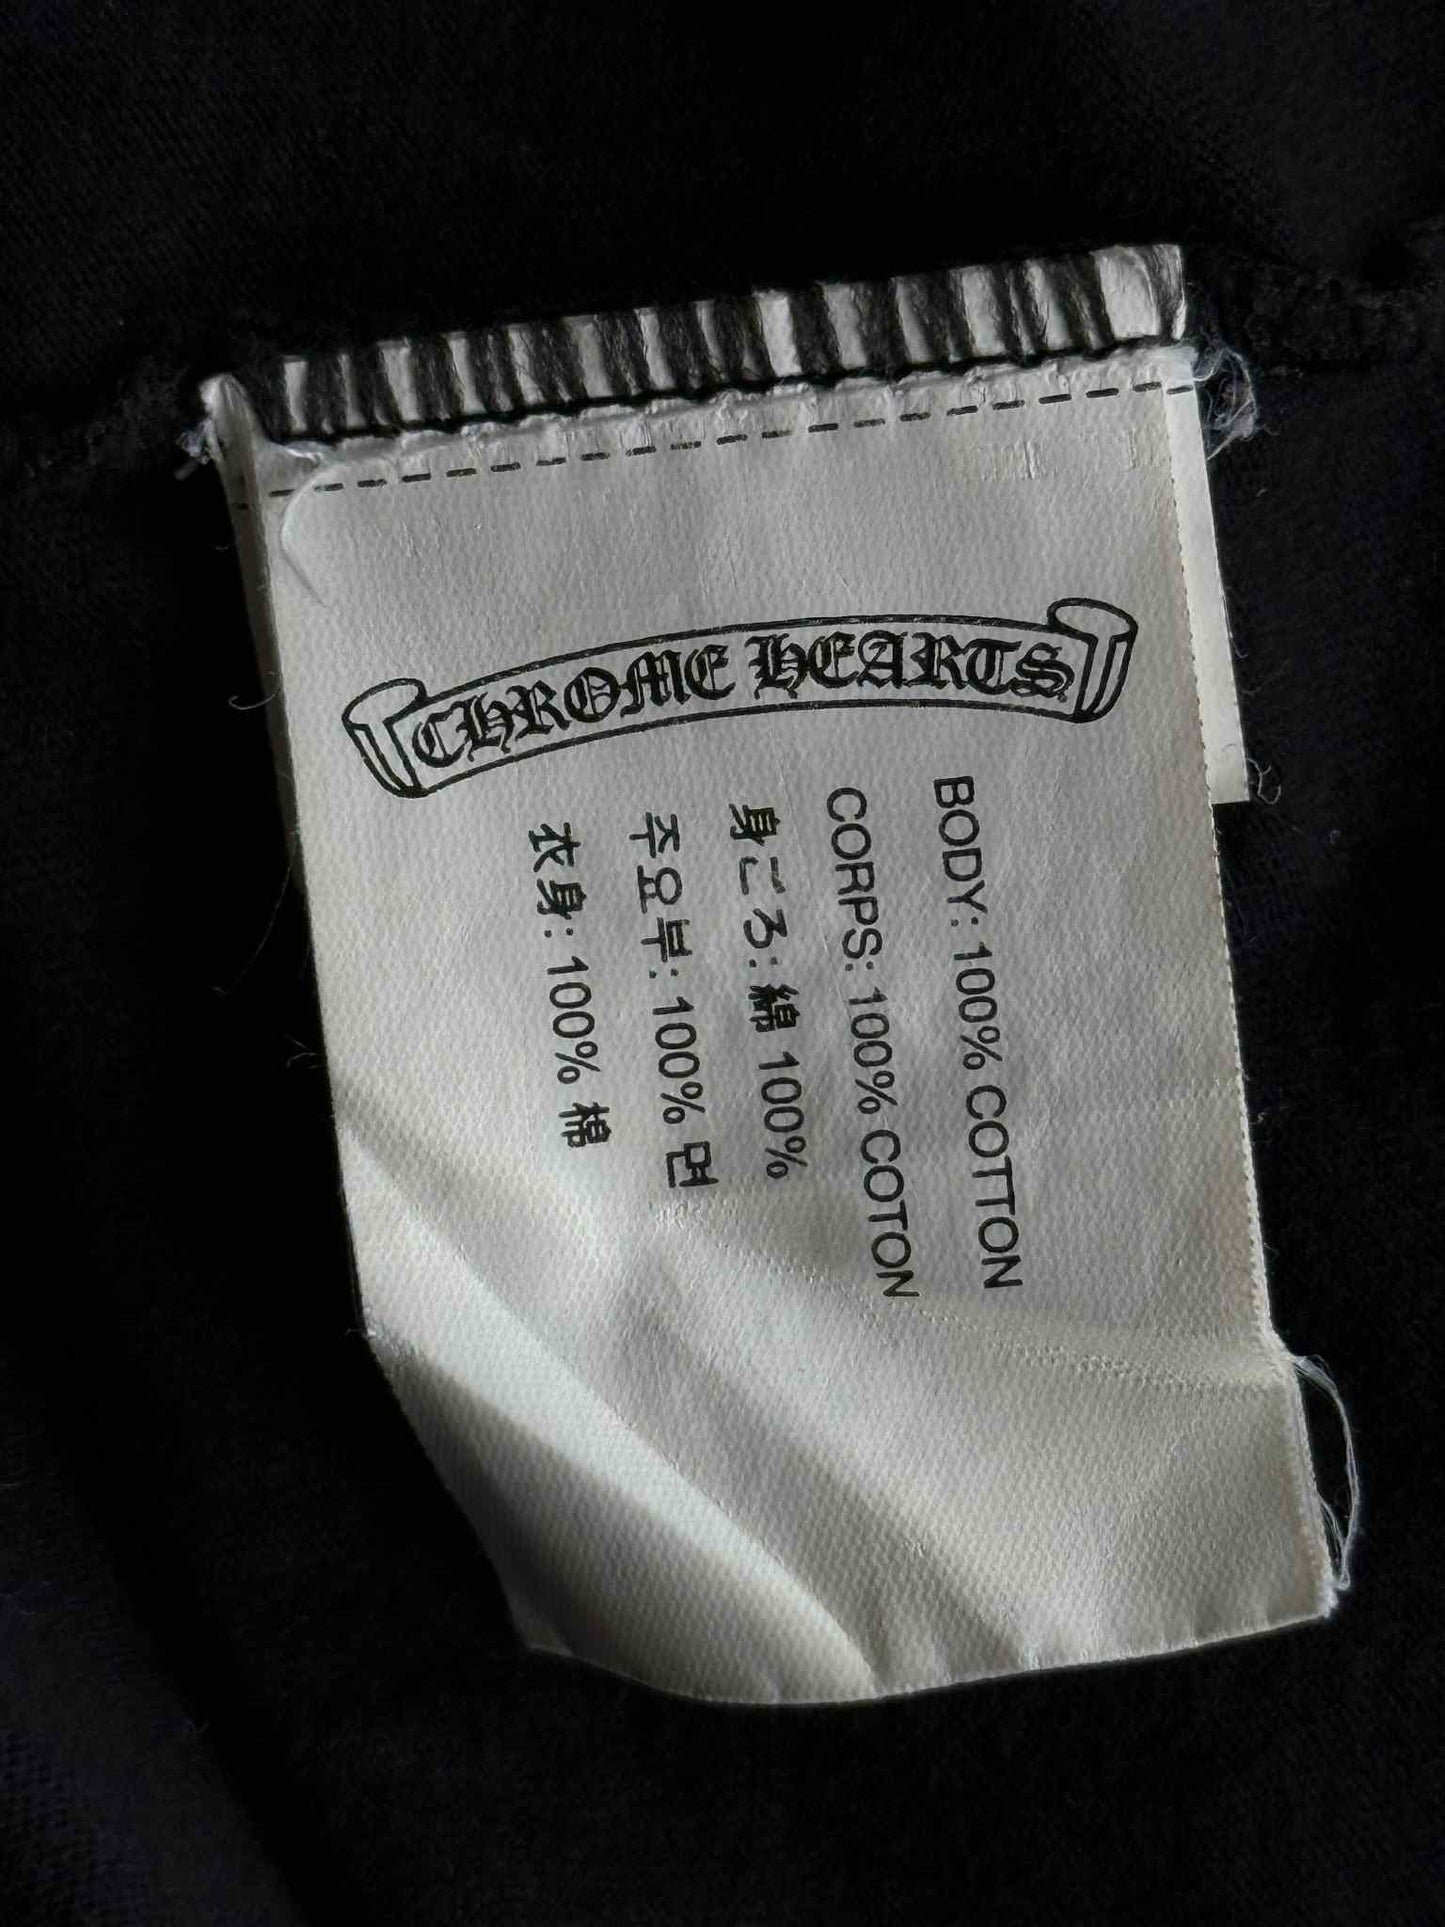 CHROME HEARTS
BODY: 100% COTTON
CORPS: 100% COTON
身ごろ: 綿 100%
주요부: 100% 면
衣身: 100% 棉